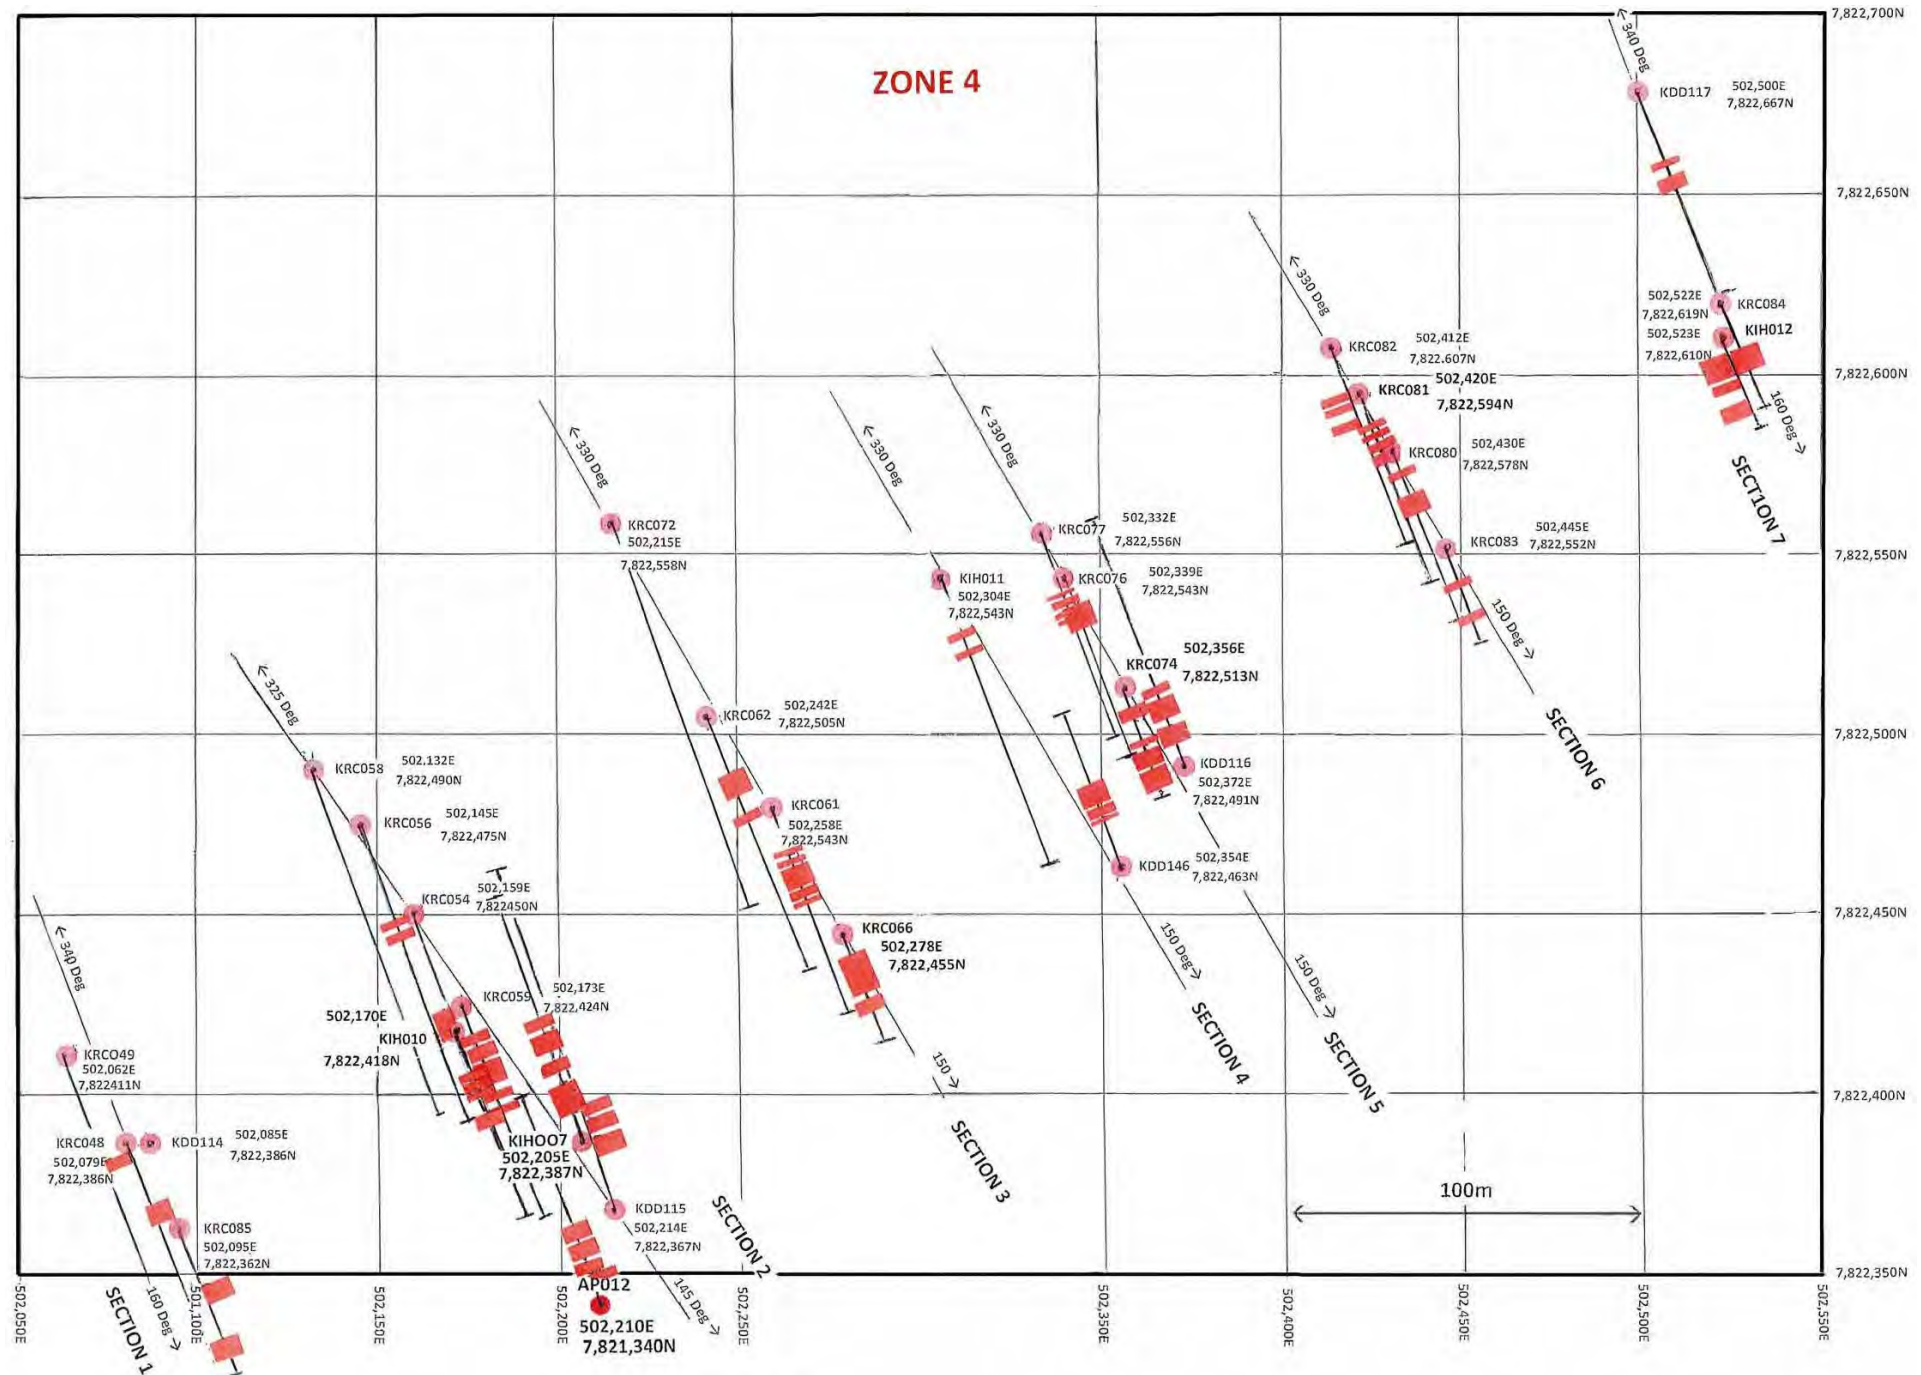 ZONE 4
7,822,700N
7,822,650N
7,822,600N
7,822,550N
7,822,500N
7,822,450N
7,822,400N
7,822,350N
← 340 Deg
KDD117
502,500E
7,822,667N
502,522E
7,822,619N
KRC084
502,523E
7,822,610N
KIH012
160 Deg →
SECT1ON 7
← 330 Deg
KRC082
502,412E
7,822.607N
KRC081
502,420E
7,822,594N
KRC080
502,430E
7,822,578N
KRC083
502,445E
7,822,552N
150 Deg →
SECTION 6
← 330 Deg
KRC077
502,332E
7,822,556N
KRC076
502,339E
7,822,543N
KRC074
502,356E
7,822,513N
KDD116
502,372E
7,822,491N
150 Deg →
SECTION 5
← 330 Deg
KIH011
502,304E
7,822,543N
KDD146
502,354E
7,822,463N
150 Deg →
SECTION 4
← 330 Deg
KRC072
502,215E
7,822,558N
KRC062
502,242E
7,822,505N
KRC061
502,258E
7,822,543N
KRC066
502,278E
7,822,455N
150 →
SECTION 3
← 325 Deg
KRC058
502,132E
7,822,490N
KRC056
502,145E
7,822,475N
KRC054
502,159E
7,822450N
KRC059
502,173E
7,822,424N
502,170E
KIH010
7,822,418N
KIHOO7
502,205E
7,822,387N
KDD115
502,214E
7,822,367N
145 Deg →
SECTION 2
AP012
502,210E
7,821,340N
← 340 Deg
KRCO49
502,062E
7,822411N
KRC048
502,079E
7,822,386N
KDD114
502,085E
7,822,386N
KRC085
502,095E
7,822,362N
160 Deg →
SECTION 1
100m
502,050E
501,100E
502,150E
502,200E
502,250E
502,350E
502,400E
502,450E
502,500E
502,550E